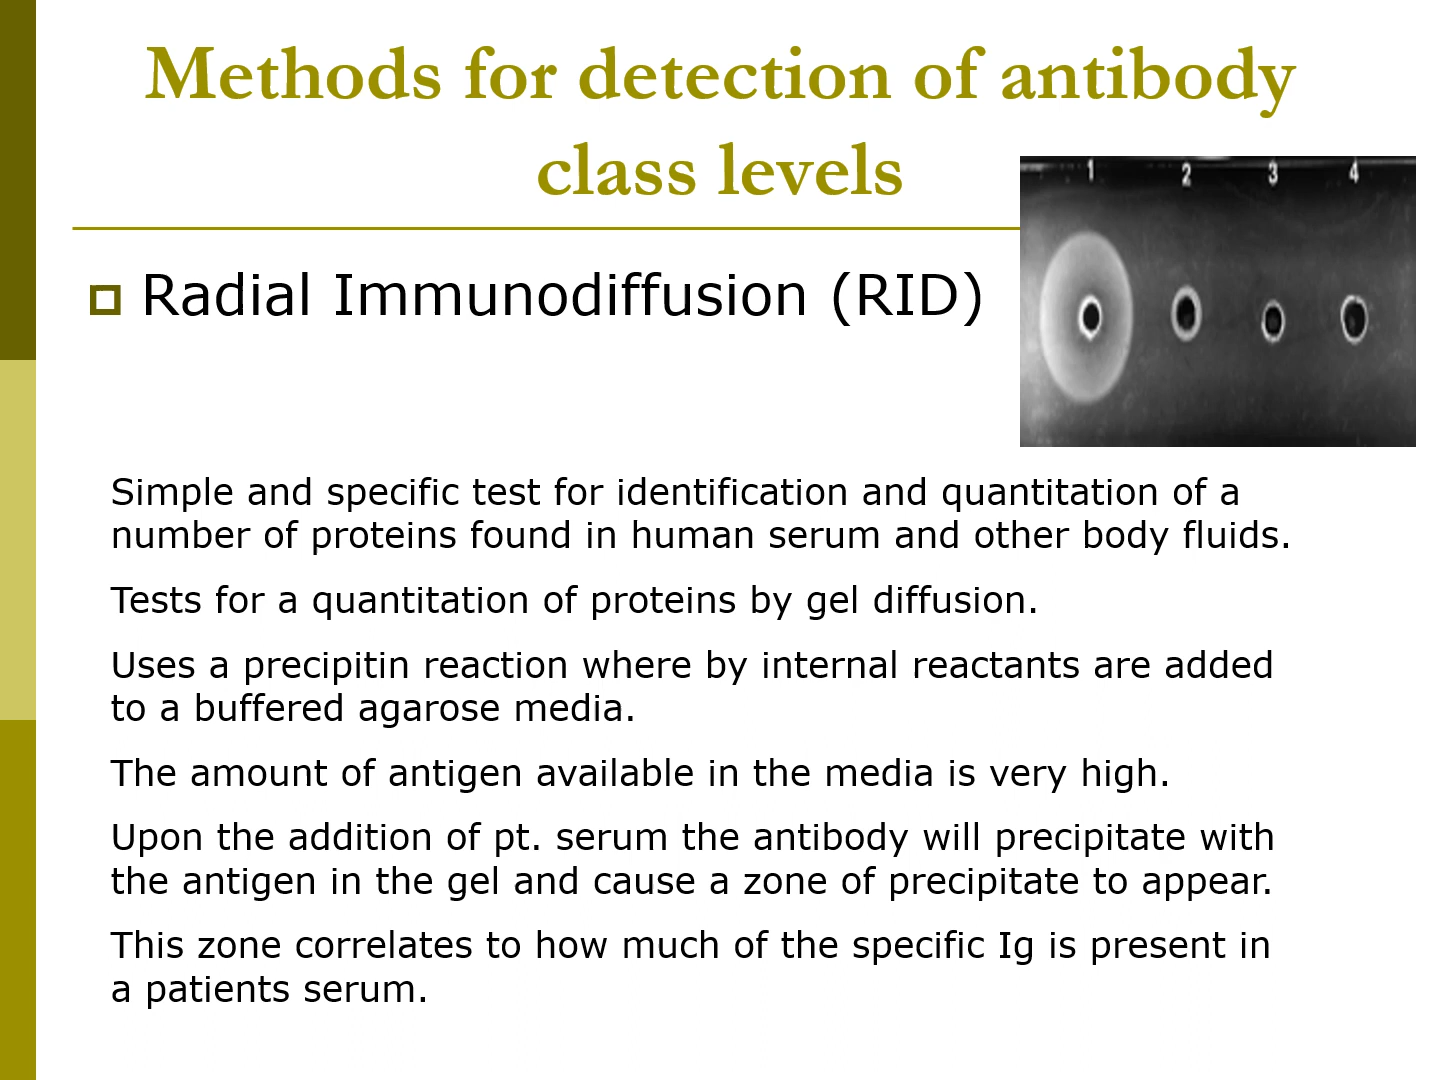 Methods for detection of antibody
class levels
1 2 3 4
Radial Immunodiffusion (RID)
Simple and specific test for identification and quantitation of a
number of proteins found in human serum and other body fluids.
Tests for a quantitation of proteins by gel diffusion.
Uses a precipitin reaction where by internal reactants are added
to a buffered agarose media.
The amount of antigen available in the media is very high.
Upon the addition of pt. serum the antibody will precipitate with
the antigen in the gel and cause a zone of precipitate to appear.
This zone correlates to how much of the specific Ig is present in
a patients serum.